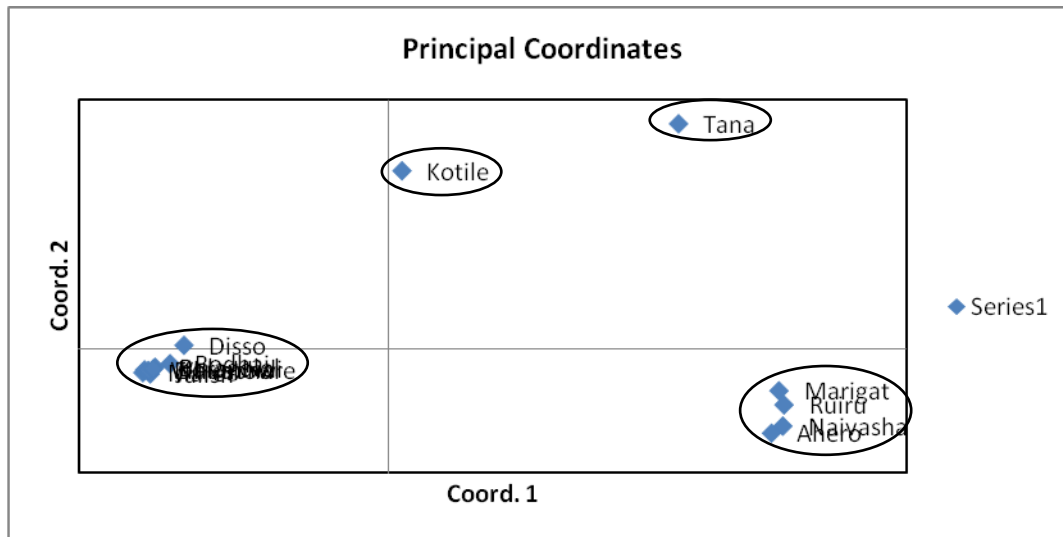 Principal Coordinates
Tana
Kotile
Coord. 2
Series1
Disso
Marigat
Ruiru
Naivasha
Ahero
Coord. 1